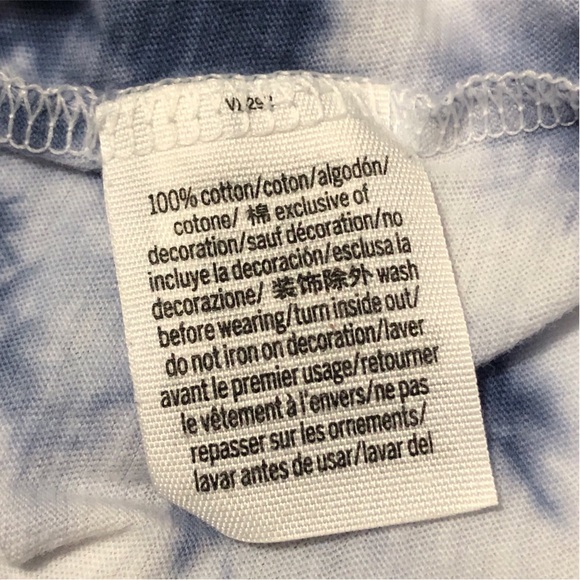 100% cotton/coton/algodón/
cotone/ 棉 exclusive of
decoration/sauf décoration/no
incluye la decoración/esclusa la
decorazione/ 装饰除外 wash
before wearing/turn inside out/
do not iron on decoration/laver
avant le premier usage/retourner
le vêtement à l'envers/ne pas
repasser sur les ornements/
lavar antes de usar/lavar del